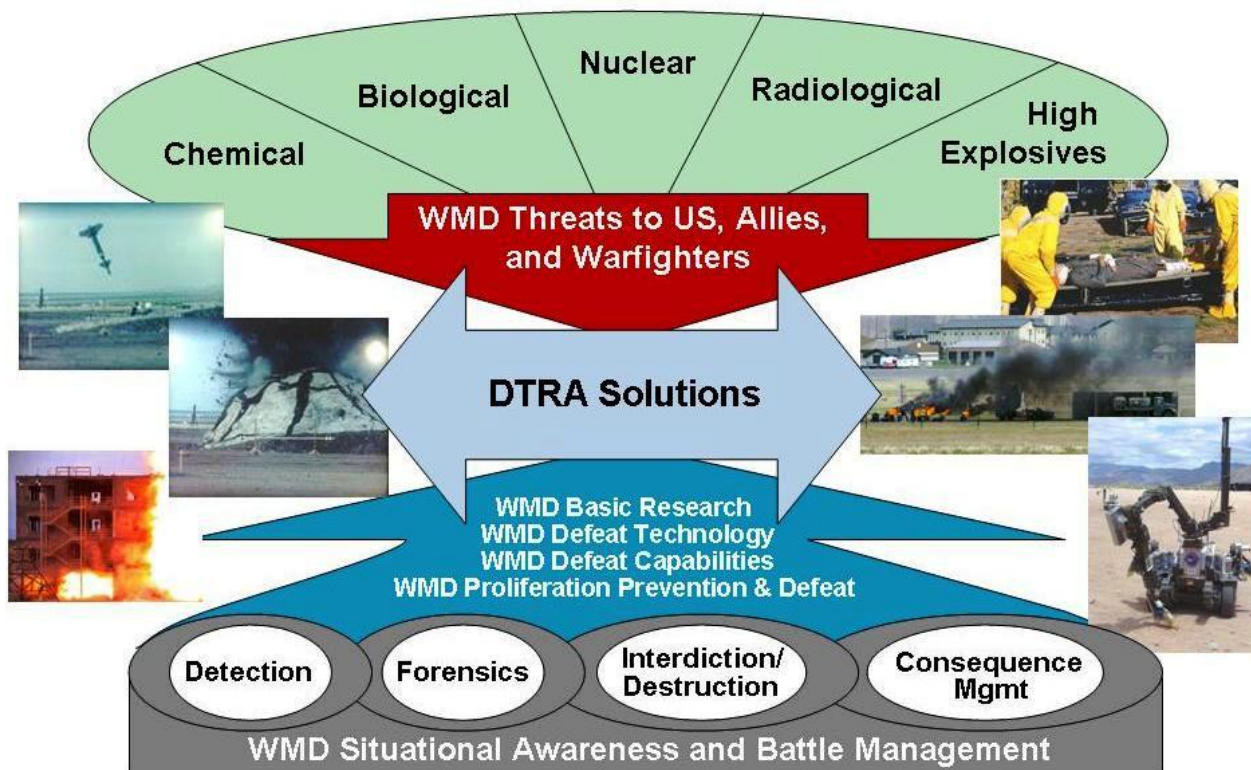 Chemical
Biological
Nuclear
Radiological
High
Explosives
WMD Threats to US, Allies,
and Warfighters
DTRA Solutions
WMD Basic Research
WMD Defeat Technology
WMD Defeat Capabilities
WMD Proliferation Prevention & Defeat
Detection
Forensics
Interdiction/
Destruction
Consequence
Mgmt
WMD Situational Awareness and Battle Management